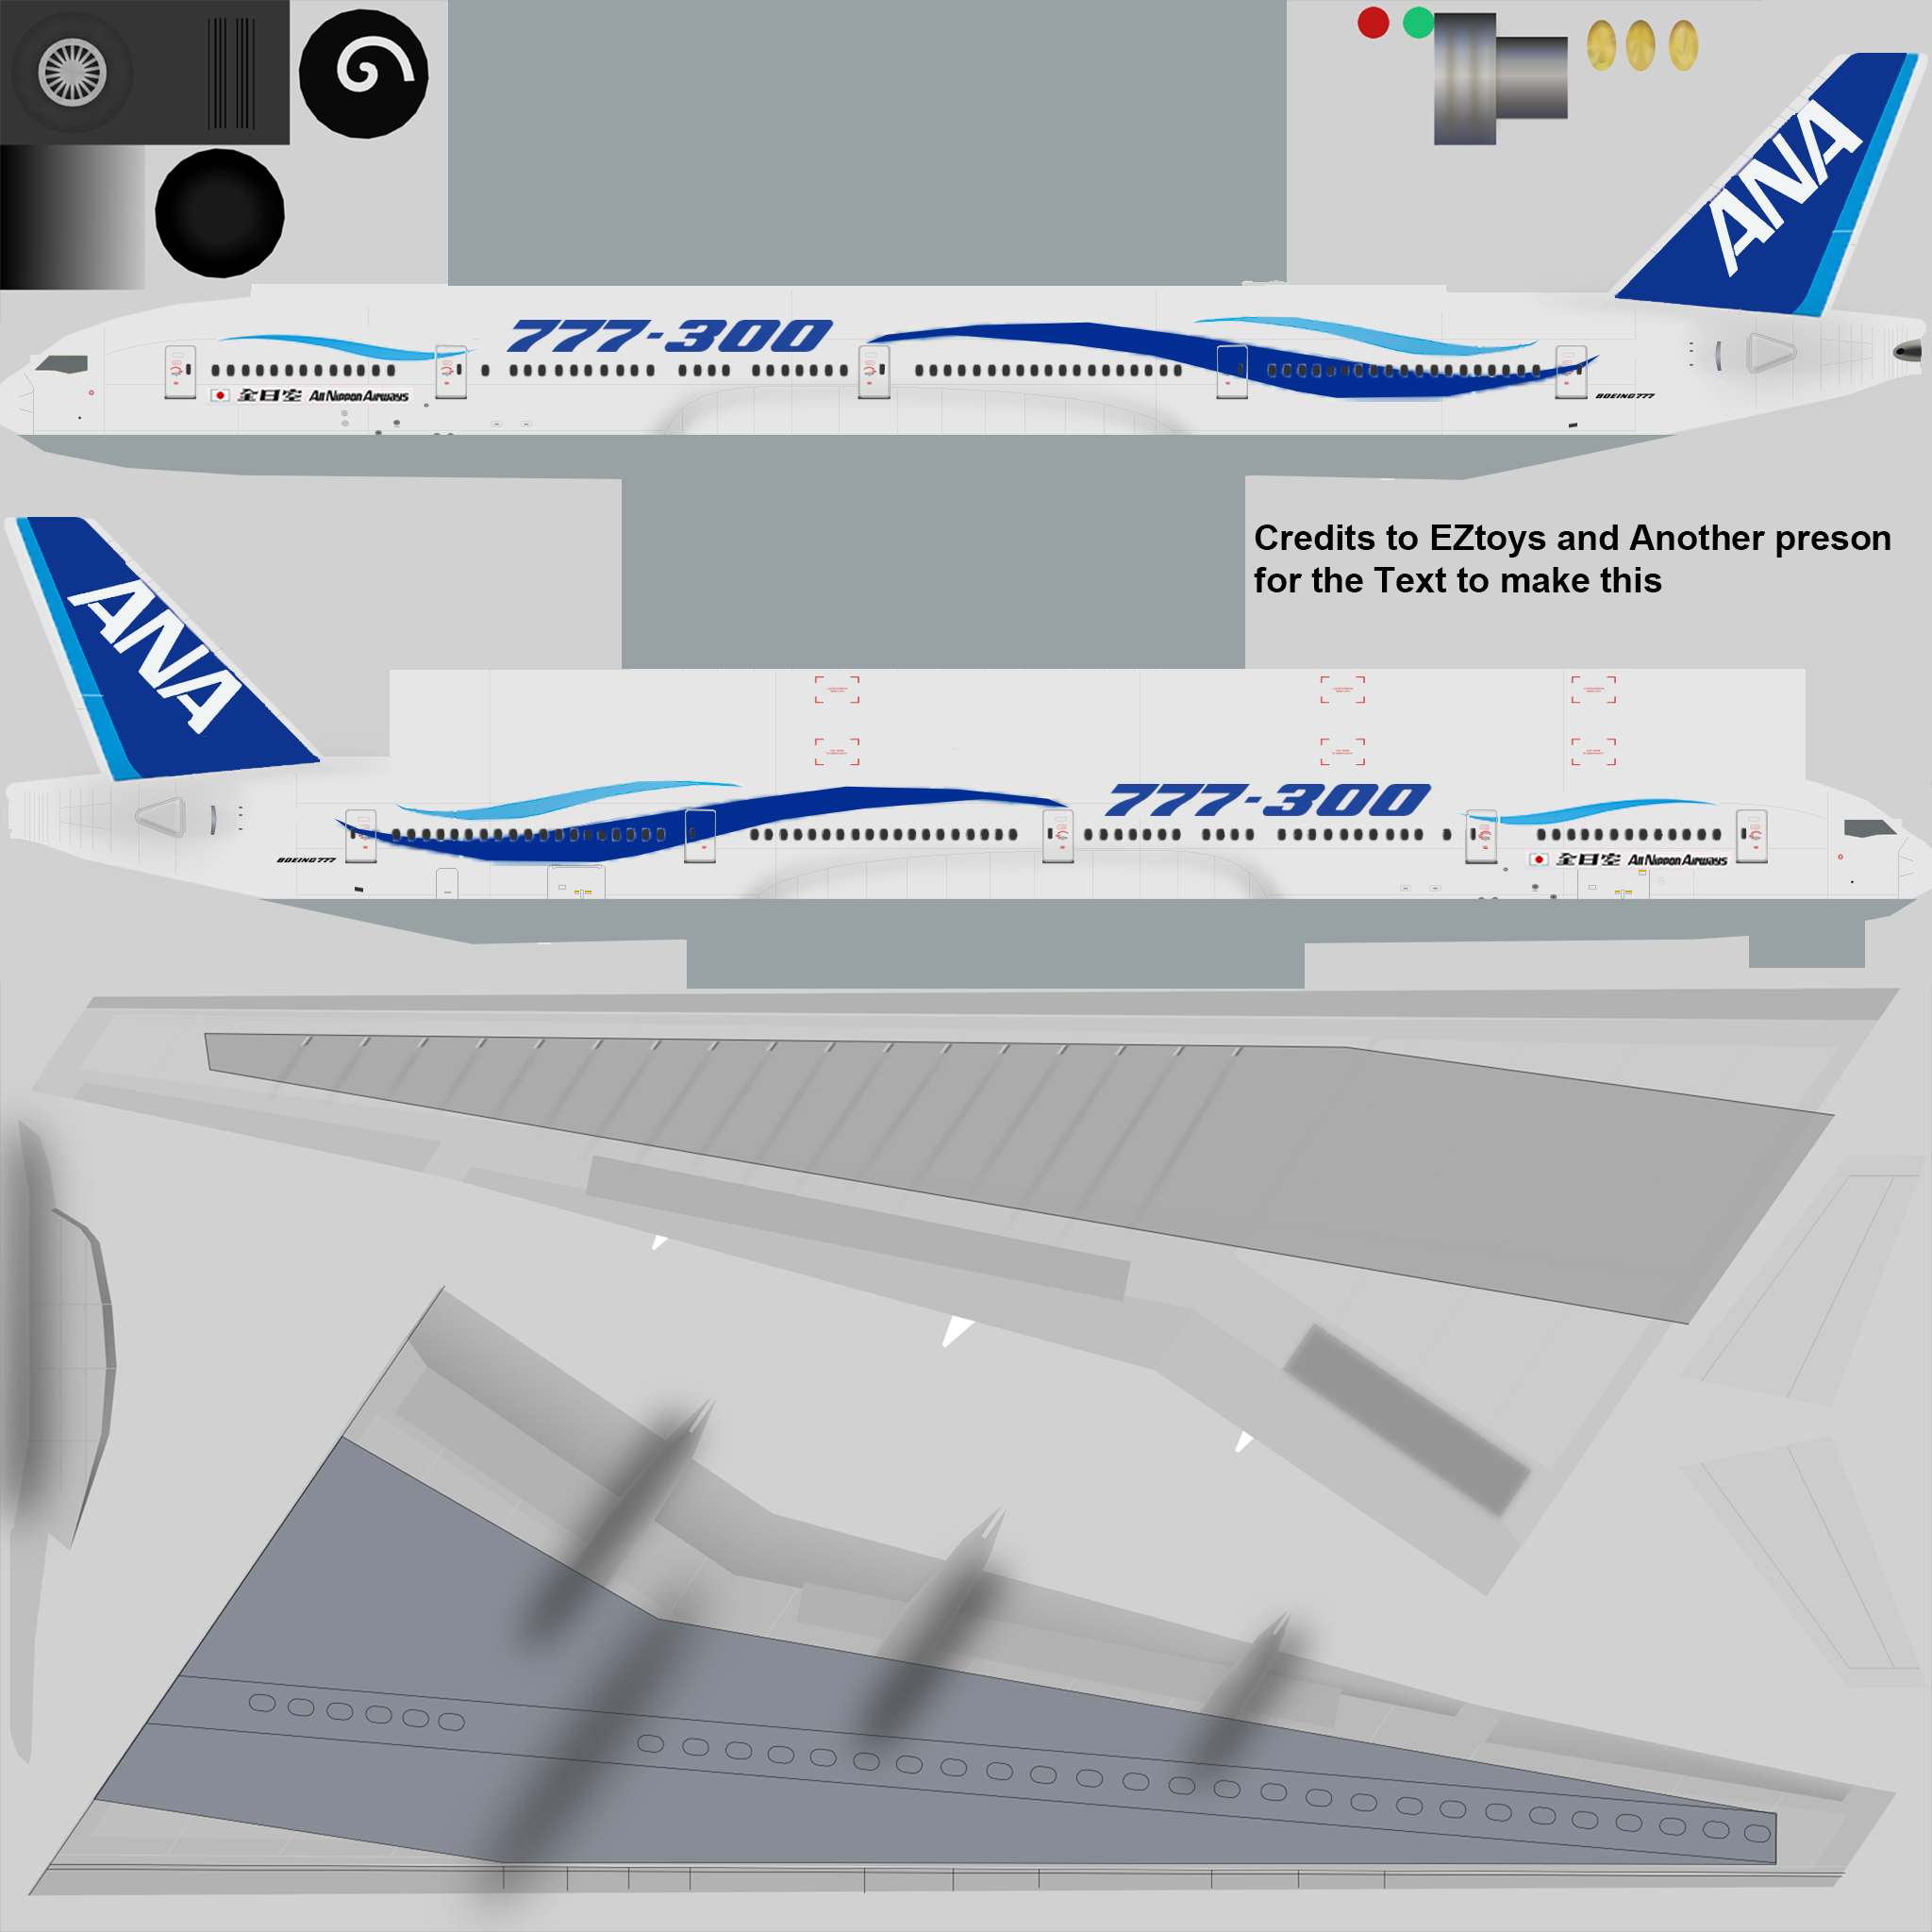 ANA
777-300
全日空 All Nippon Airways
BOEING 777
Credits to EZtoys and Another preson
for the Text to make this
ANA
777-300
BOEING 777
全日空 All Nippon Airways